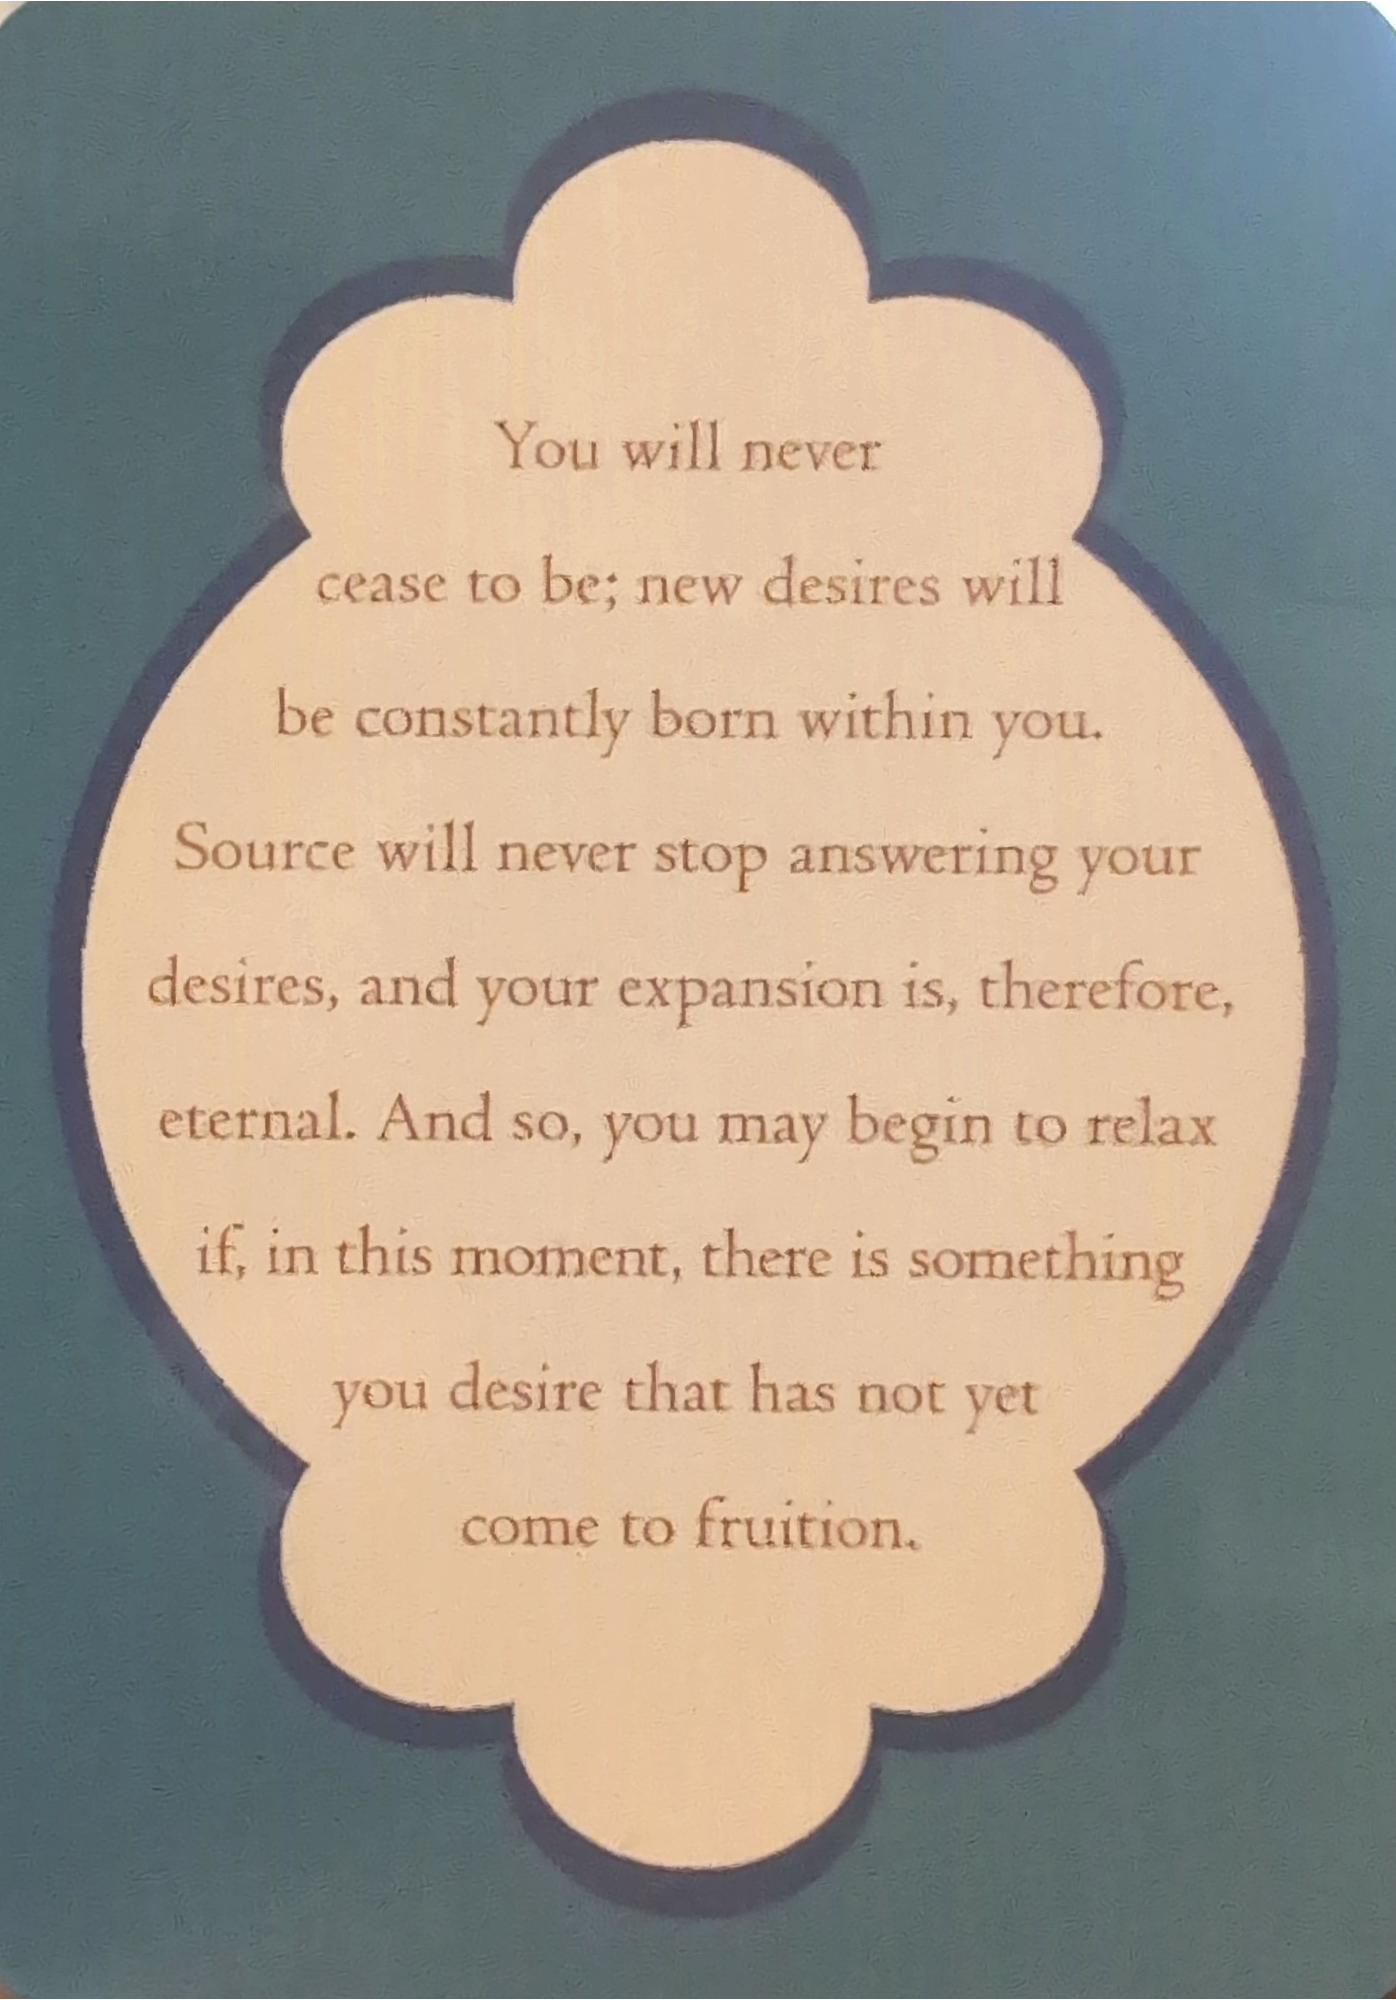 You will never
cease to be; new desires will
be constantly born within you.
Source will never stop answering your
desires, and your expansion is, therefore,
eternal. And so, you may begin to relax
if, in this moment, there is something
you desire that has not yet
come to fruition.